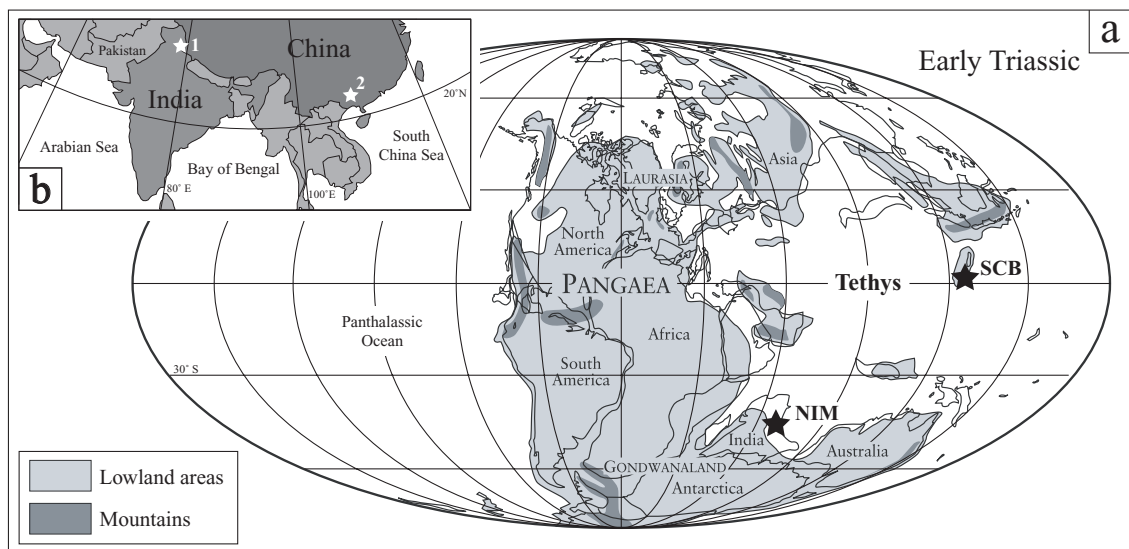 a
Early Triassic
Asia
LAURASIA
North
America
PANGAEA
Tethys
SCB
Panthalassic
Ocean
Africa
30° S
South
America
NIM
India
Australia
GONDWANALAND
Antarctica
Lowland areas
Mountains
b
Pakistan
1
China
India
2
20°N
Arabian Sea
South
China Sea
Bay of Bengal
80° E
100°E